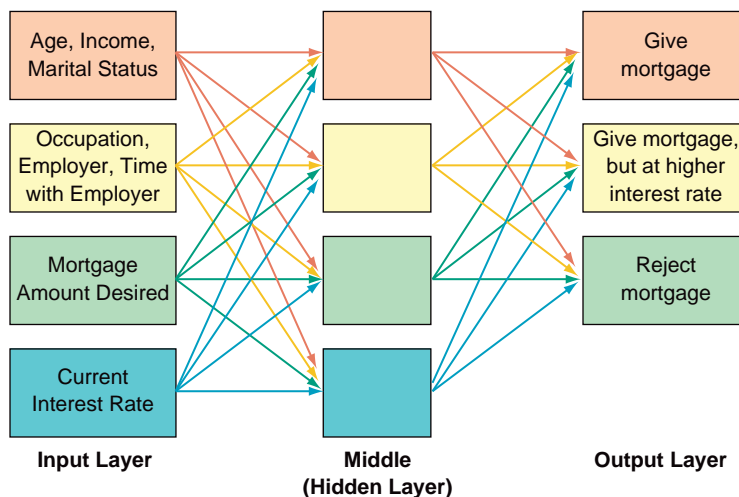 Age, Income,
Marital Status
Give
mortgage
Occupation,
Employer, Time
with Employer
Give mortgage,
but at higher
interest rate
Mortgage
Amount Desired
Reject
mortgage
Current
Interest Rate
Input Layer
Middle
(Hidden Layer)
Output Layer